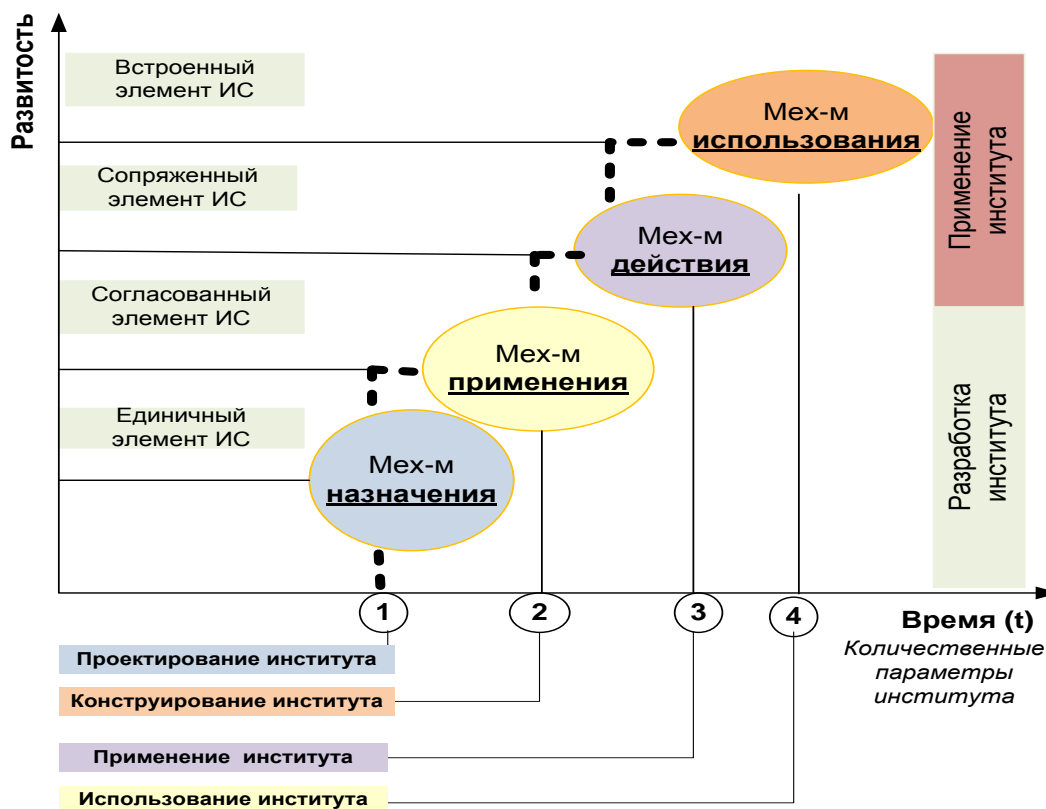 Развитость
Встроенный
элемент ИС
Мех-м
использования
Применение
института
Сопряженный
элемент ИС
Мех-м
действия
Согласованный
элемент ИС
Мех-м
применения
Разработка
института
Единичный
элемент ИС
Мех-м
назначения
1
2
3
4
Время (t)
Количественные
параметры
института
Проектирование института
Конструирование института
Применение института
Использование института